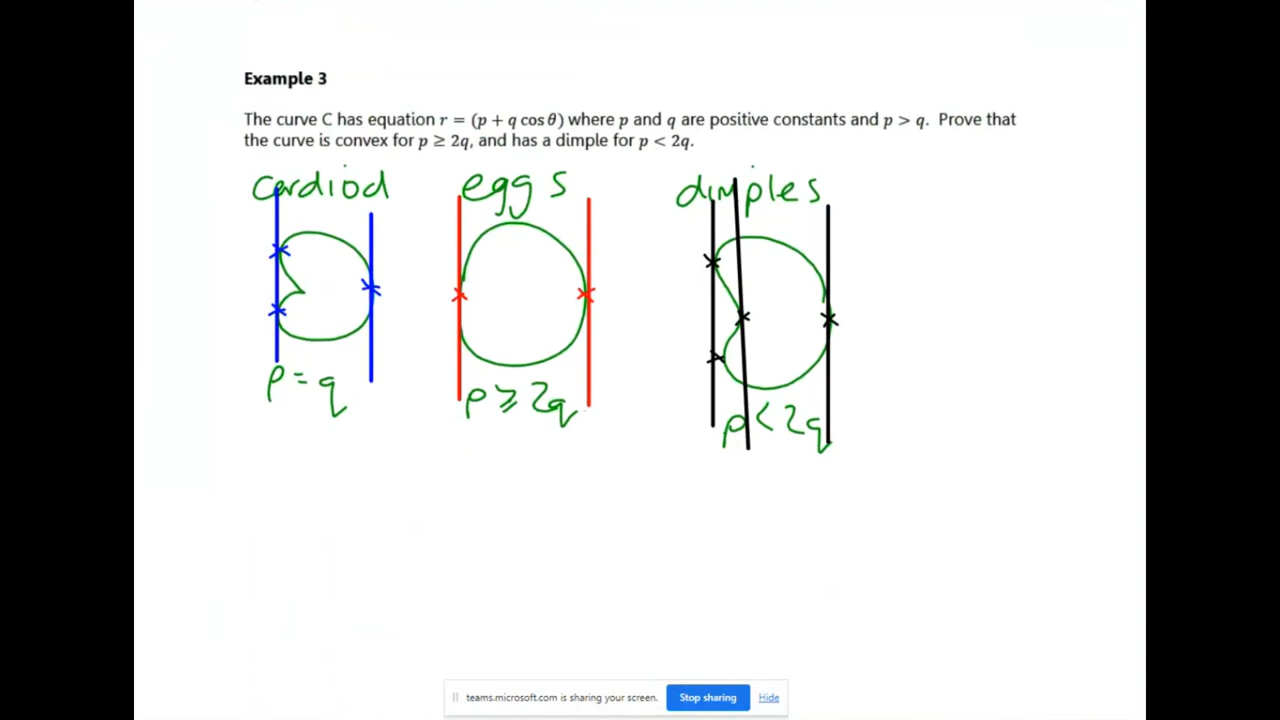 Example 3
The curve C has equation r = (p + q cos θ) where p and q are positive constants and p > q. Prove that
the curve is convex for p ≥ 2q, and has a dimple for p < 2q.
cardiod eggs dimples
p = q p ≥ 2q p < 2q
teams.microsoft.com is sharing your screen. Stop sharing Hide